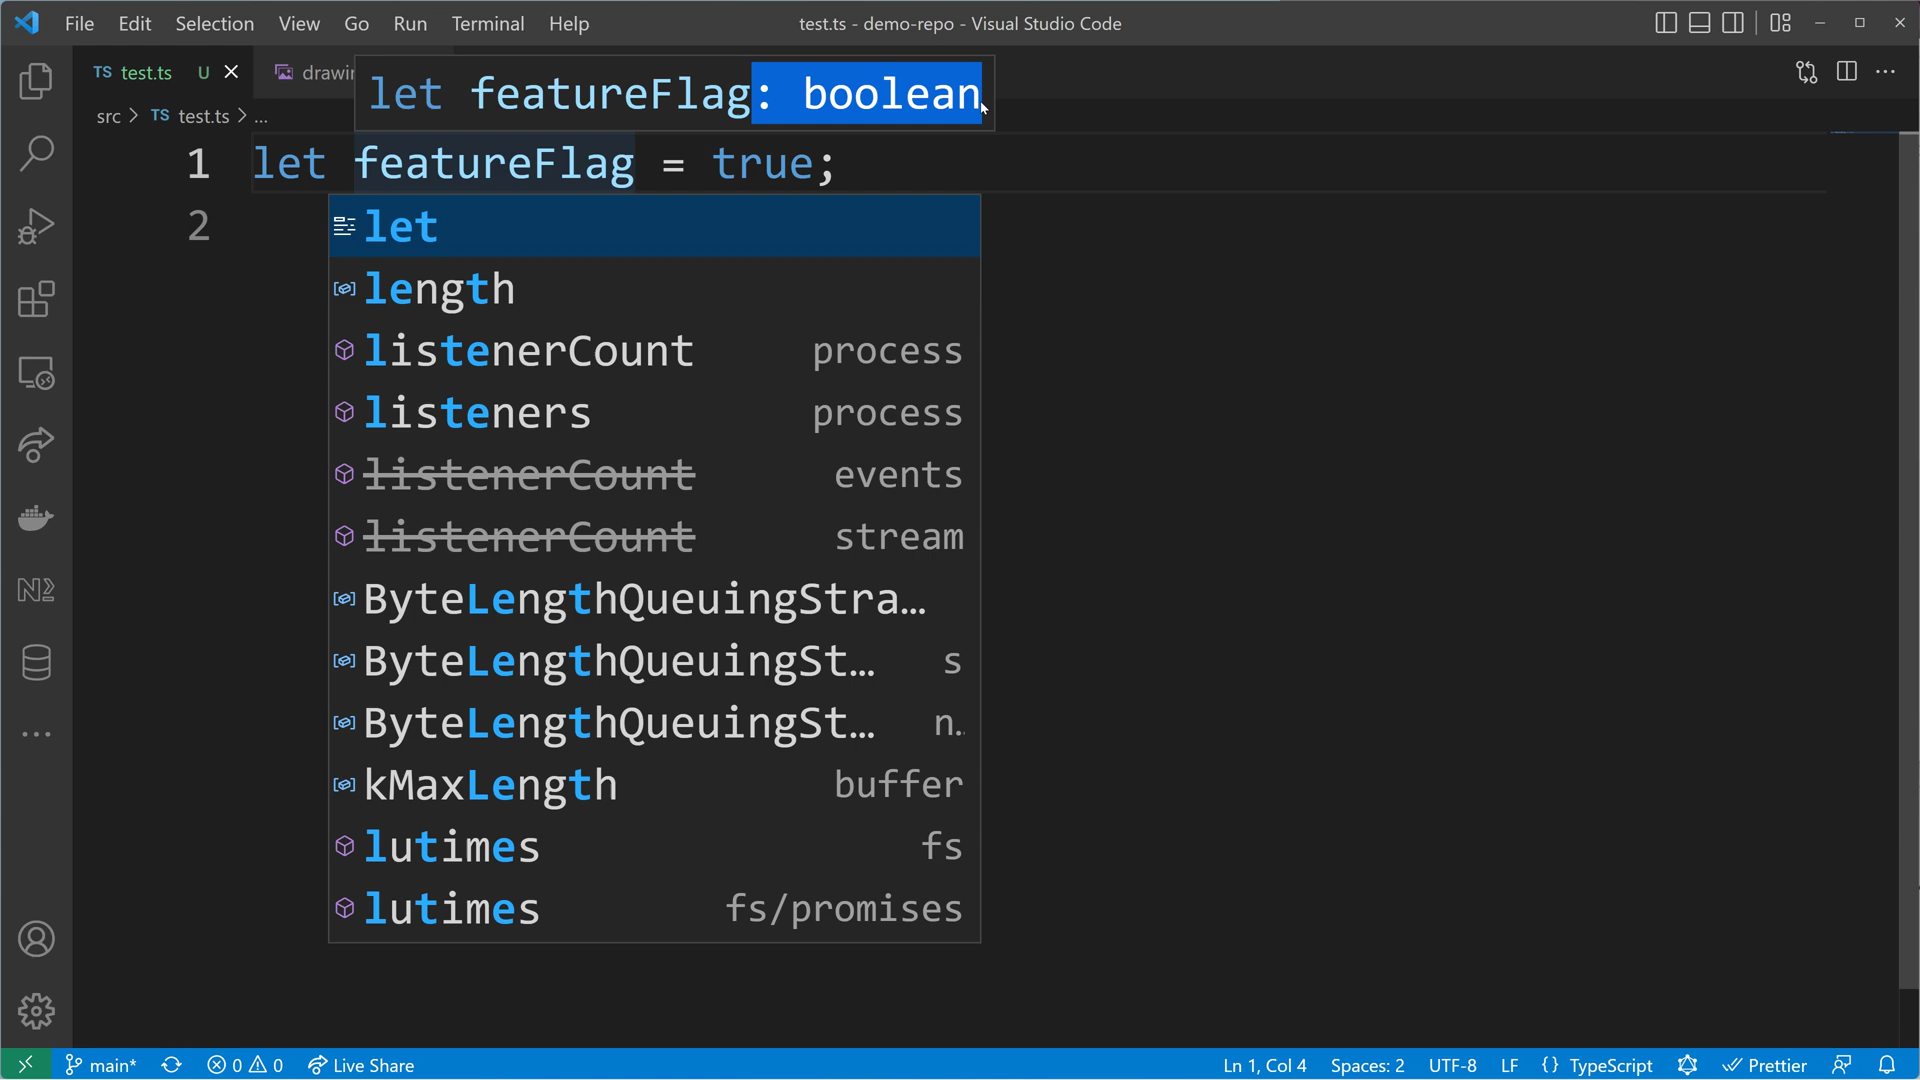 File Edit Selection View Go Run Terminal Help
test.ts - demo-repo - Visual Studio Code
TS test.ts U
drawin
let featureFlag: boolean
src > TS test.ts > ...
1 let featureFlag = true;
2
let
length
listenerCount process
listeners process
listenerCount events
listenerCount stream
ByteLengthQueuingStra…
ByteLengthQueuingSt… s
ByteLengthQueuingSt… n.
kMaxLength buffer
lutimes fs
lutimes fs/promises
main* 0 0 Live Share
Ln 1, Col 4 Spaces: 2 UTF-8 LF {} TypeScript Prettier